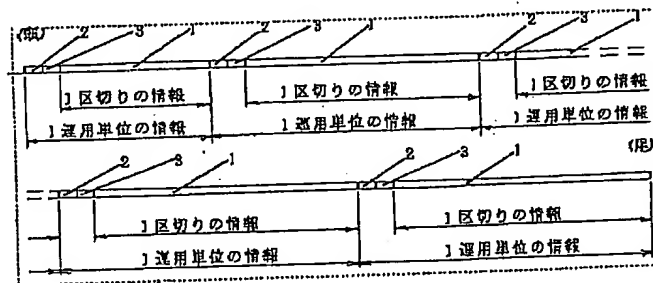 (頭) 2 3 1 2 3 1 2 3 1
1区切りの情報 1区切りの情報 1区切りの情報
1運用単位の情報 1運用単位の情報 1運用単位の情報
(尾)
2 3 1 2 3 1
1区切りの情報 1区切りの情報
1運用単位の情報 1運用単位の情報